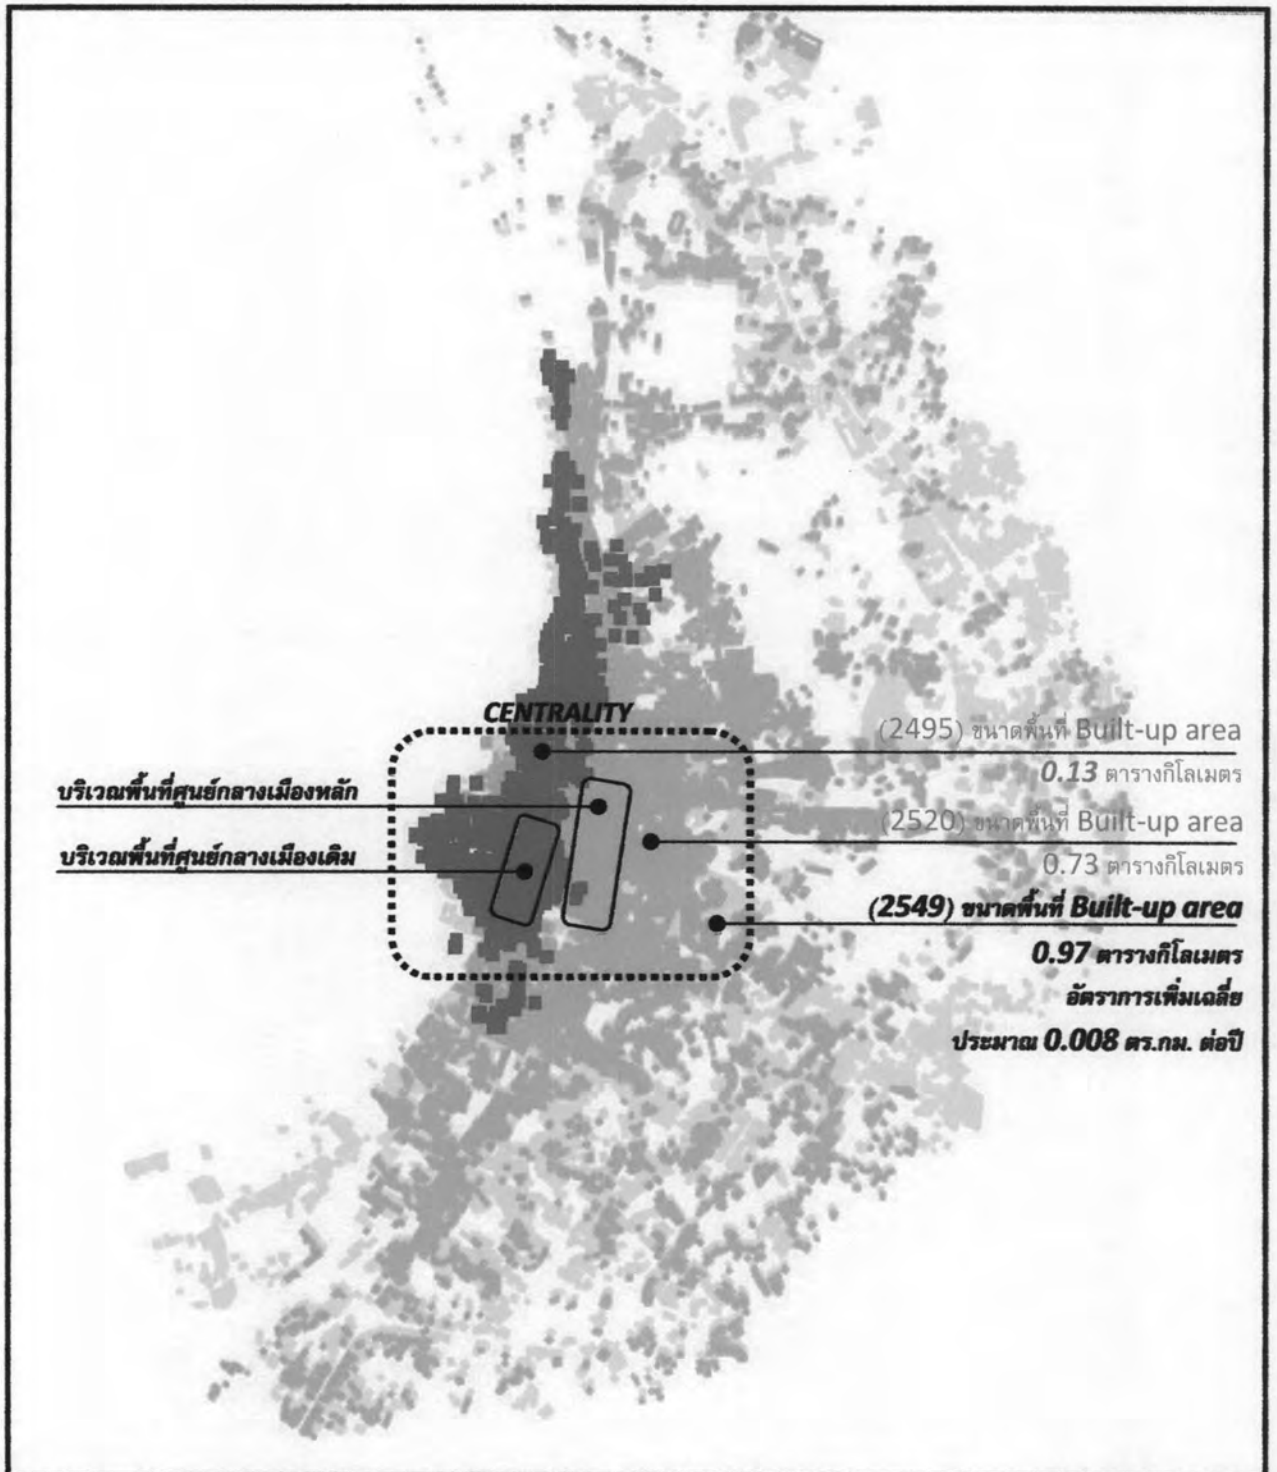 CENTRALITY
(2495) ขนาดพื้นที่ Built-up area
0.13 ตารางกิโลเมตร
บริเวณพื้นที่ศูนย์กลางเมืองหลัก
(2520) ขนาดพื้นที่ Built-up area
บริเวณพื้นที่ศูนย์กลางเมืองเดิม
0.73 ตารางกิโลเมตร
(2549) ขนาดพื้นที่ Built-up area
0.97 ตารางกิโลเมตร
อัตราการเพิ่มเฉลี่ย
ประมาณ 0.008 ตร.กม. ต่อปี